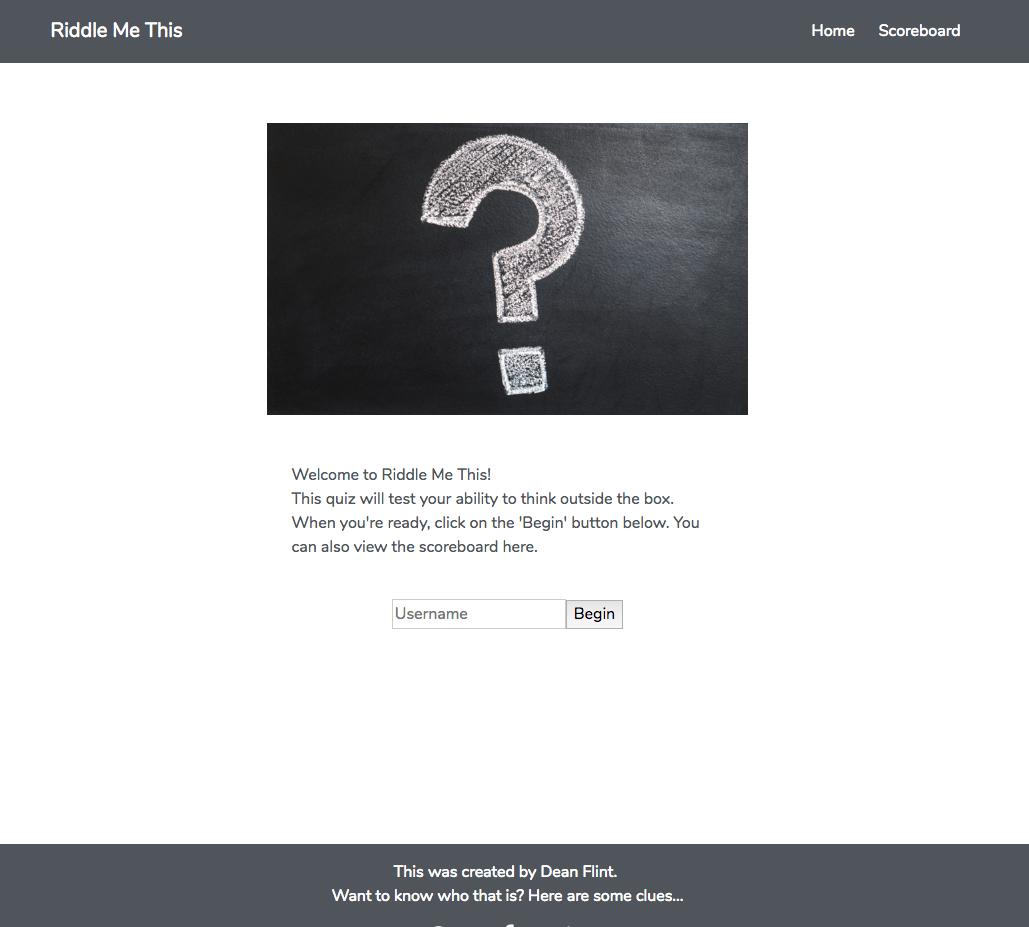 Riddle Me This
Home Scoreboard
Welcome to Riddle Me This!
This quiz will test your ability to think outside the box.
When you're ready, click on the 'Begin' button below. You
can also view the scoreboard here.
Username Begin
This was created by Dean Flint.
Want to know who that is? Here are some clues...